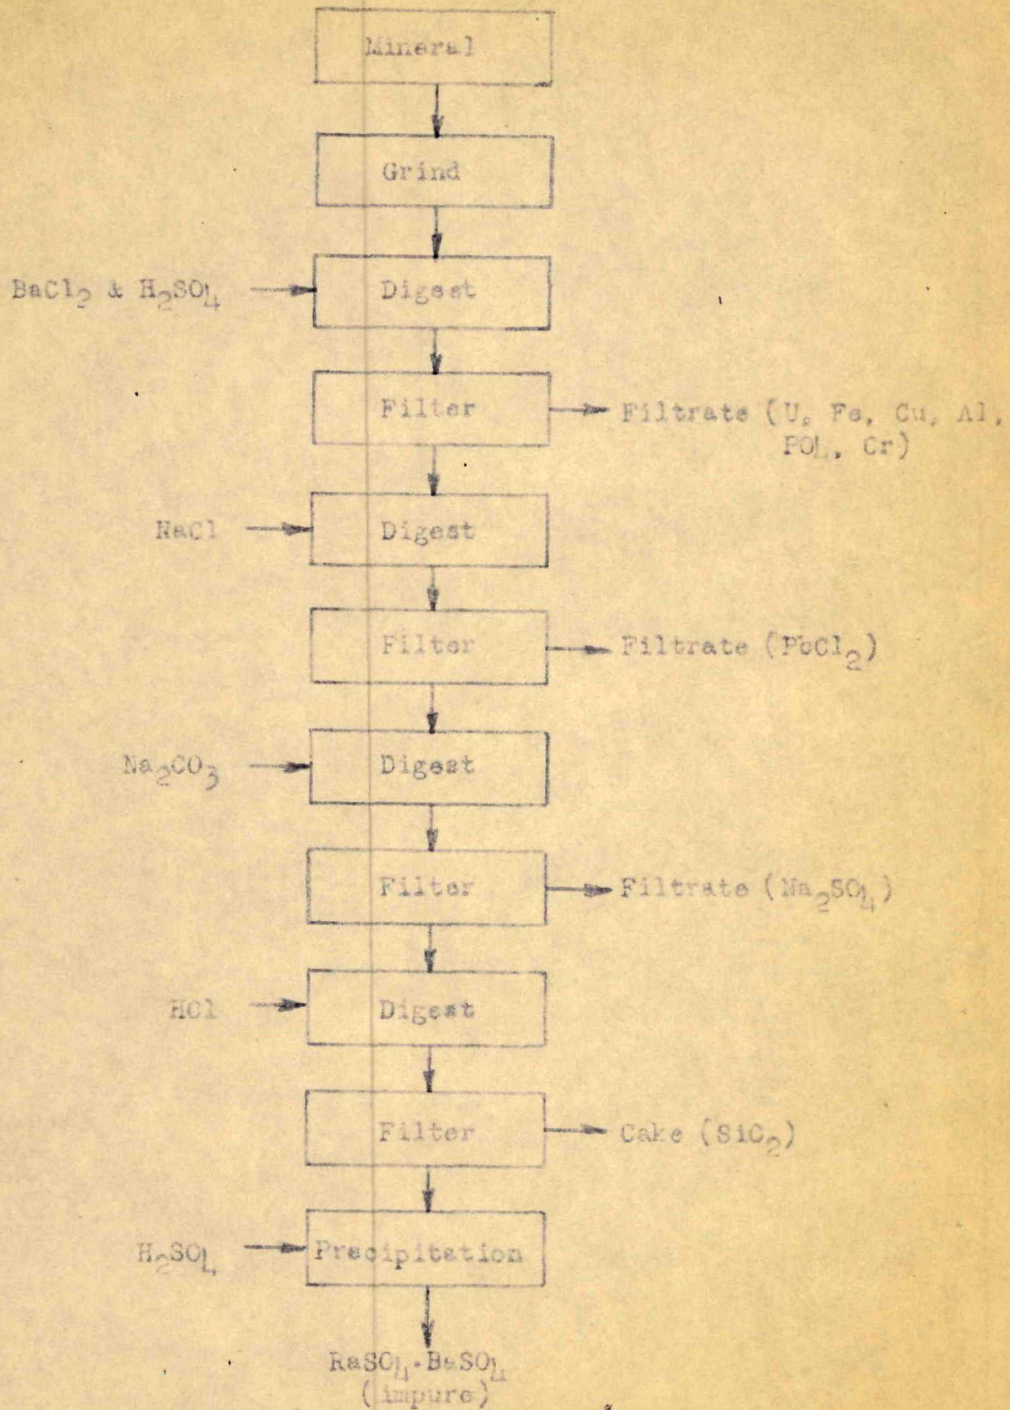 Mineral
Grind
BaCl₂ & H₂SO₄
Digest
Filter
Filtrate (U, Fe, Cu, Al,
PO₄, Cr)
NaCl
Digest
Filter
Filtrate (PbCl₂)
Na₂CO₃
Digest
Filter
Filtrate (Na₂SO₄)
HCl
Digest
Filter
Cake (SiO₂)
H₂SO₄
Precipitation
RaSO₄·BaSO₄
(impure)